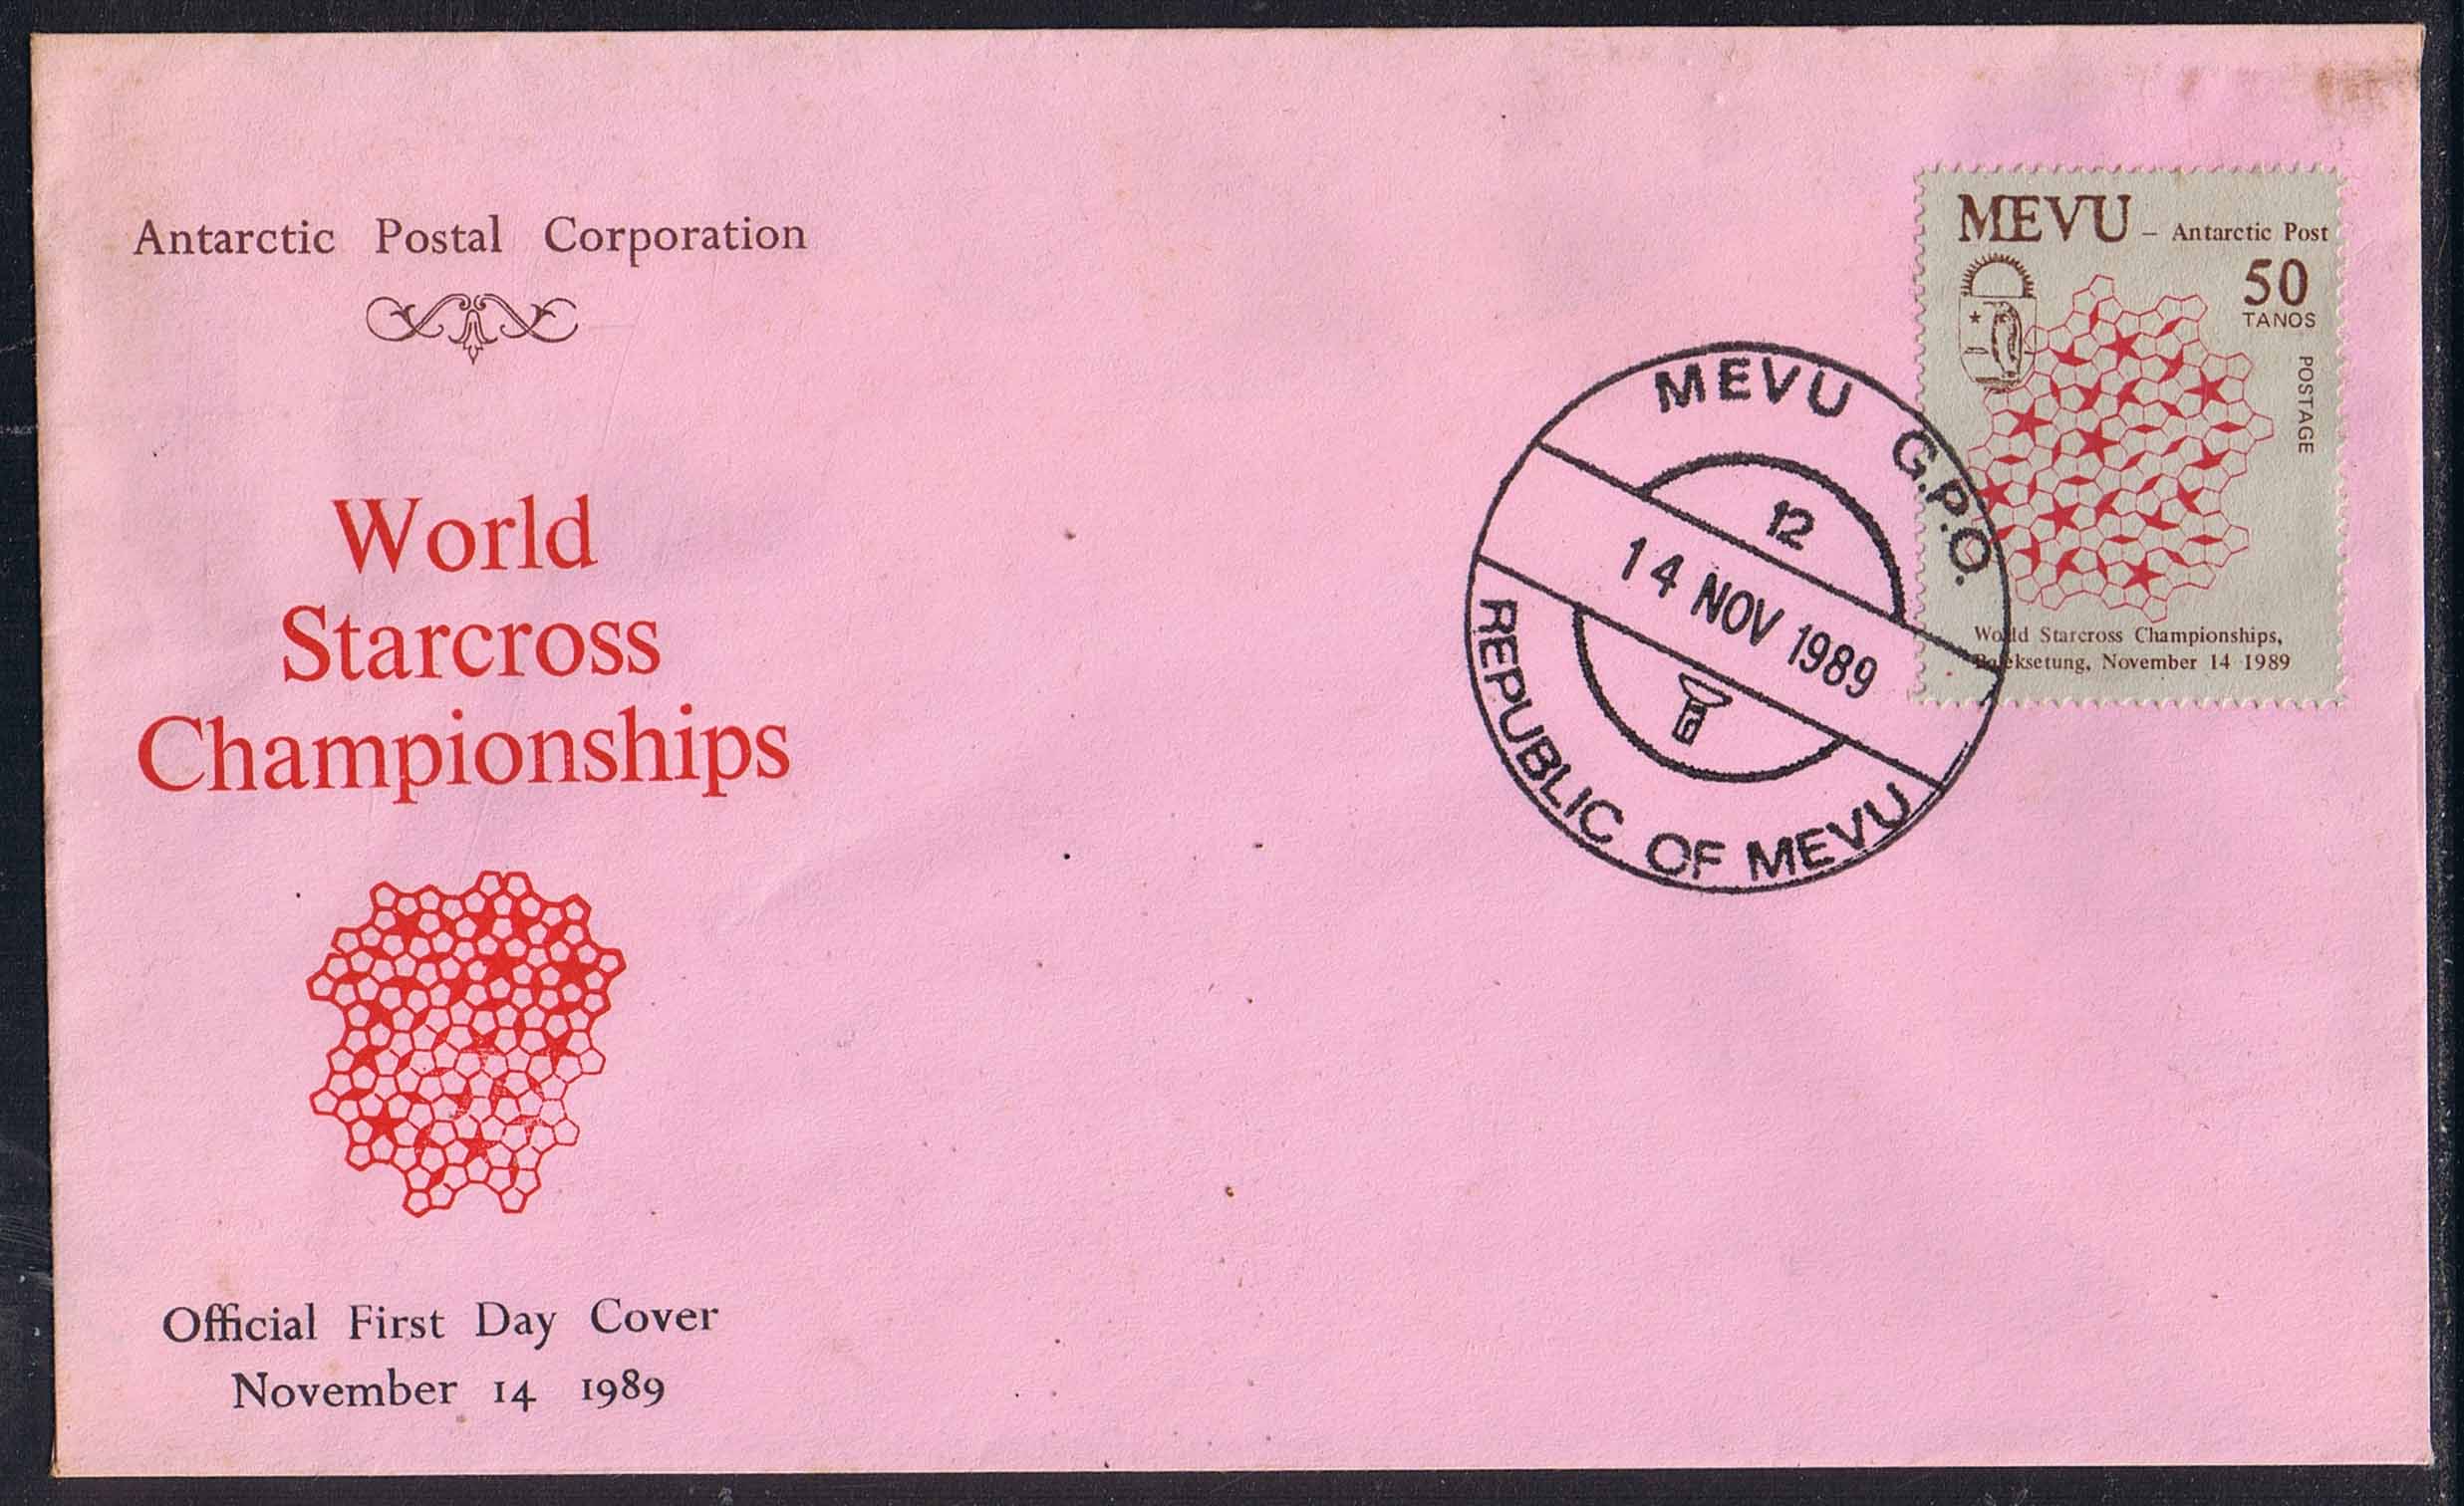 Antarctic Postal Corporation
World
Starcross
Championships
Official First Day Cover
November 14 1989
MEVU – Antarctic Post
50
TANOS
POSTAGE
World Starcross Championships,
November 14 1989
MEVU G.P.O.
12
14 NOV 1989
REPUBLIC OF MEVU